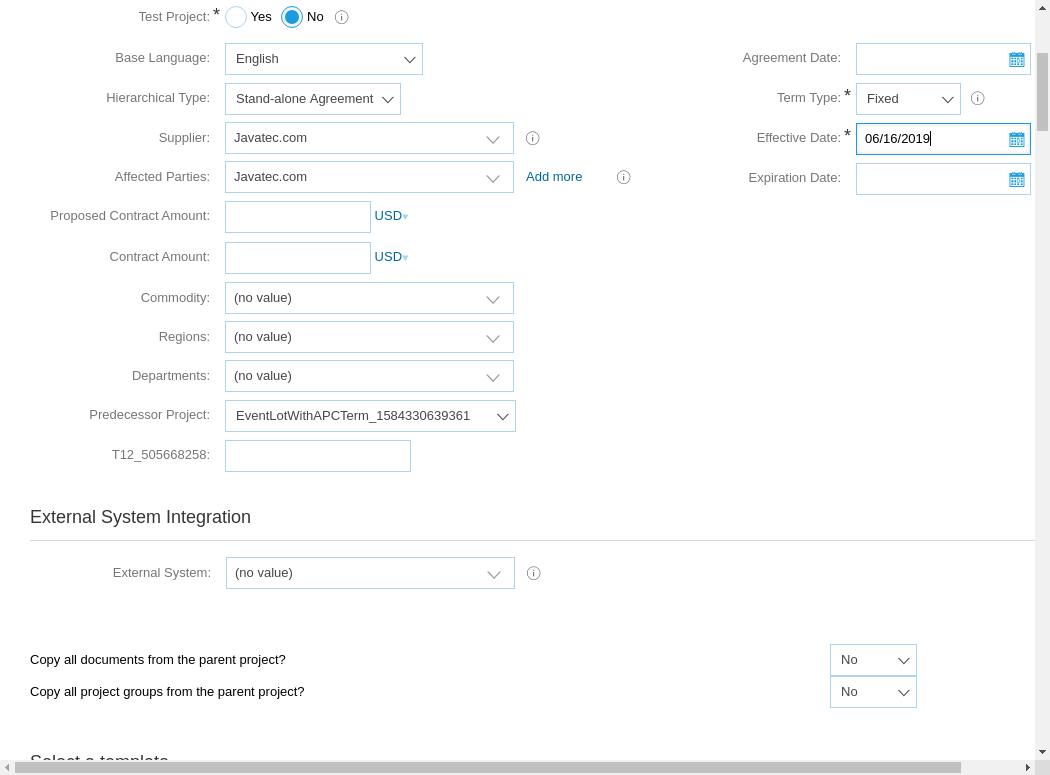 Test Project: * Yes No
Base Language: English
Agreement Date:
Hierarchical Type: Stand-alone Agreement
Term Type: * Fixed
Supplier: Javatec.com
Effective Date: * 06/16/2019
Affected Parties: Javatec.com Add more
Expiration Date:
Proposed Contract Amount: USD
Contract Amount: USD
Commodity: (no value)
Regions: (no value)
Departments: (no value)
Predecessor Project: EventLotWithAPCTerm_1584330639361
T12_505668258:
External System Integration
External System: (no value)
Copy all documents from the parent project? No
Copy all project groups from the parent project? No
Select a template